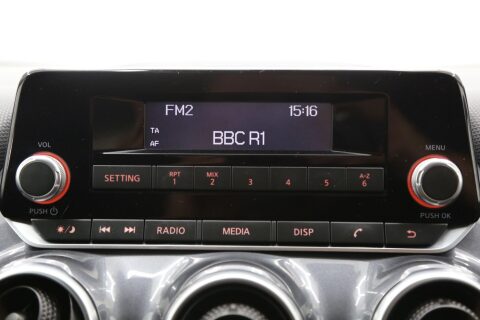 FM2 15:16
TA
AF
BBC R1
VOL
MENU
SETTING
RPT 1
MIX 2
3
4
5
A-Z 6
PUSH
PUSH OK
RADIO
MEDIA
DISP